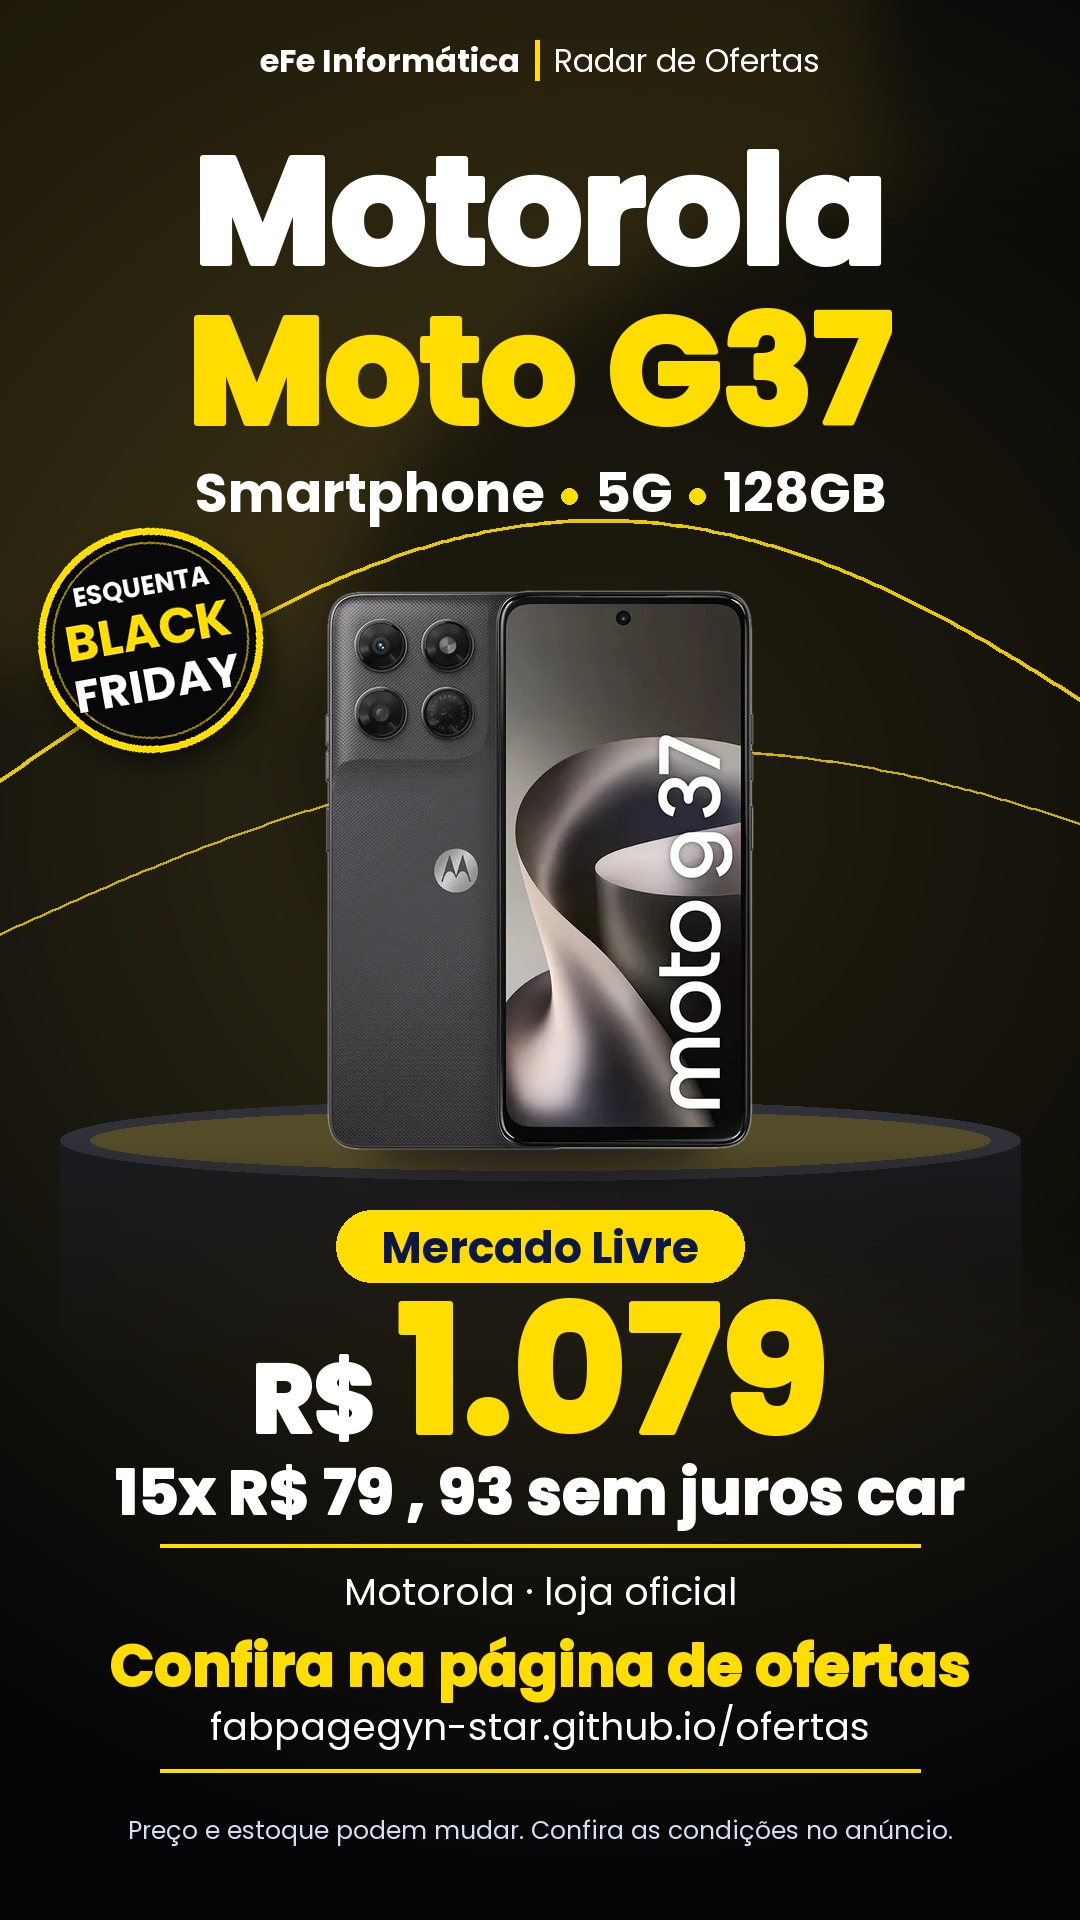 eFe Informática | Radar de Ofertas
Motorola
Moto G37
Smartphone • 5G • 128GB
ESQUENTA
BLACK
FRIDAY
moto g 37
Mercado Livre
R$ 1.079
15x R$ 79 , 93 sem juros car
Motorola · loja oficial
Confira na página de ofertas
fabpagegyn-star.github.io/ofertas
Preço e estoque podem mudar. Confira as condições no anúncio.